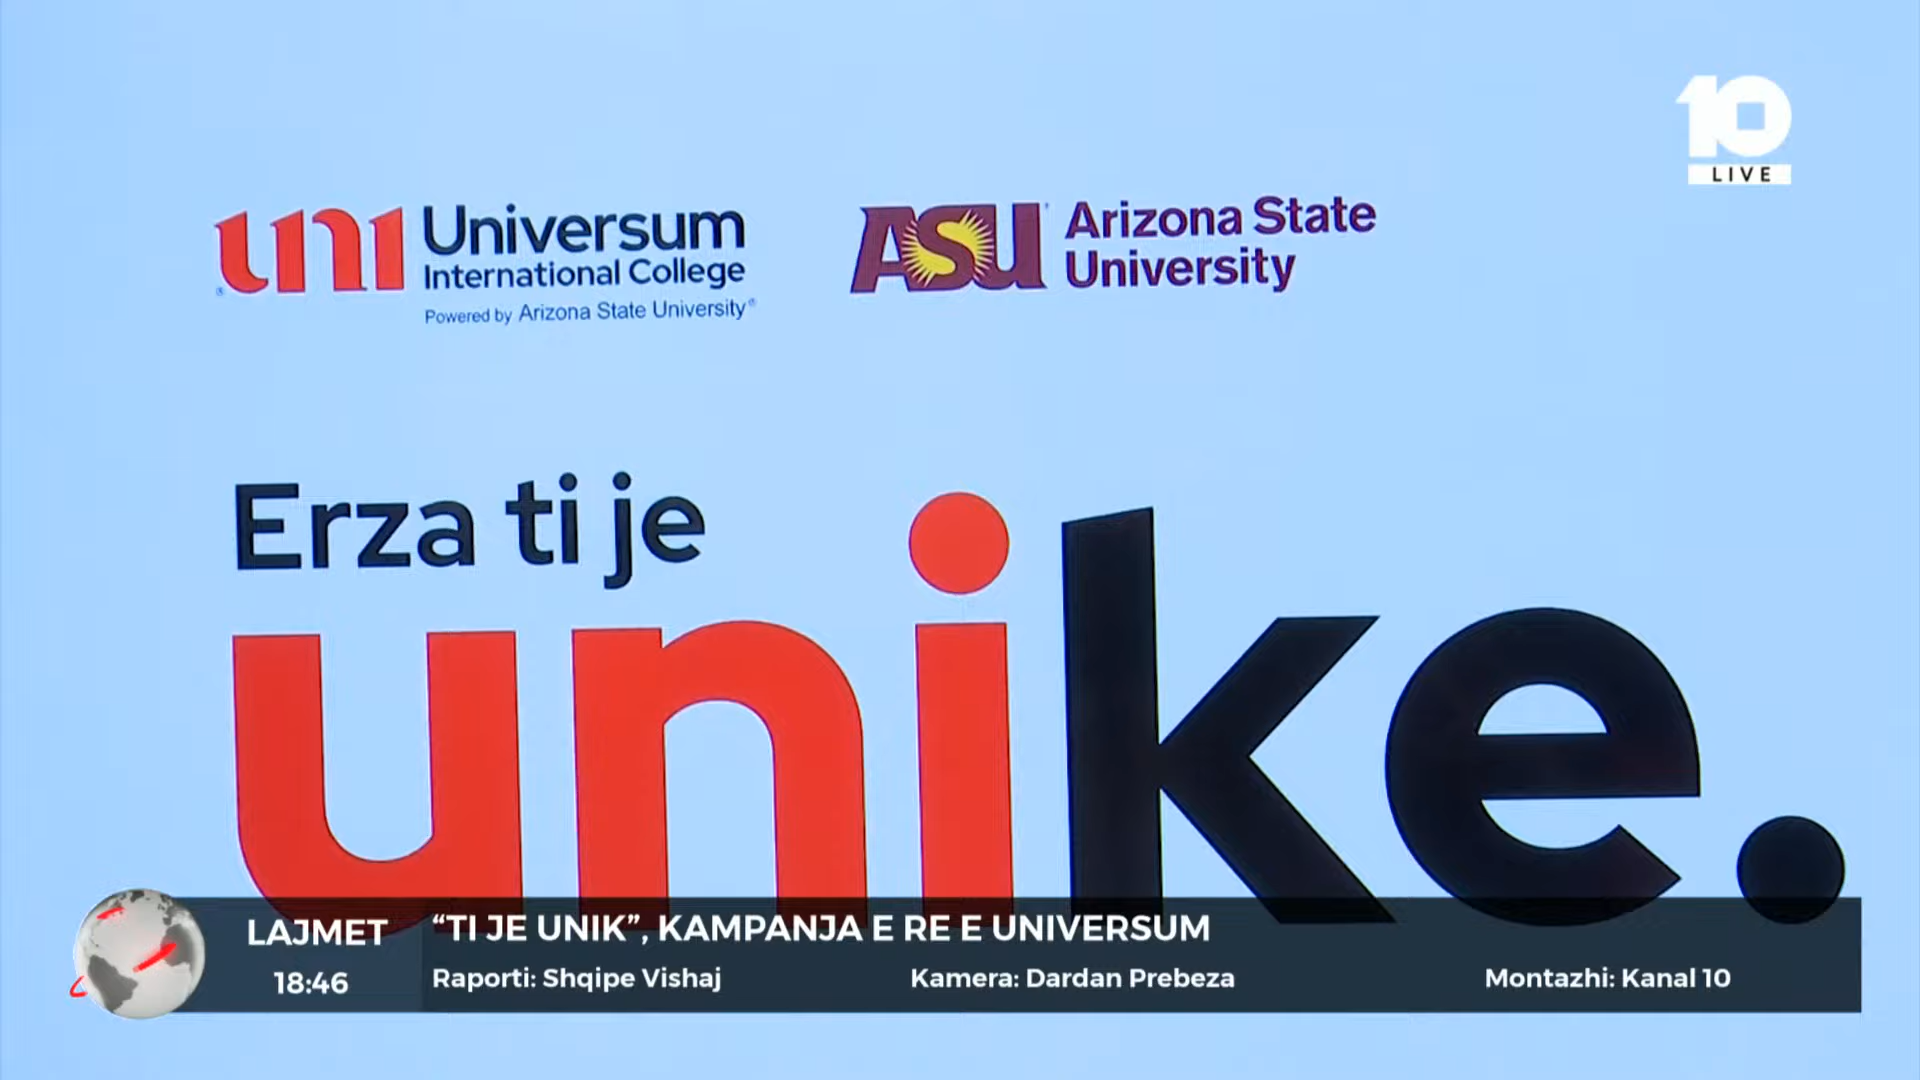 10
LIVE
uni Universum
International College
Powered by Arizona State University®
ASU Arizona State
University
Erza ti je
unike.
LAJMET
18:46
“TI JE UNIK”, KAMPANJA E RE E UNIVERSUM
Raporti: Shqipe Vishaj
Kamera: Dardan Prebeza
Montazhi: Kanal 10